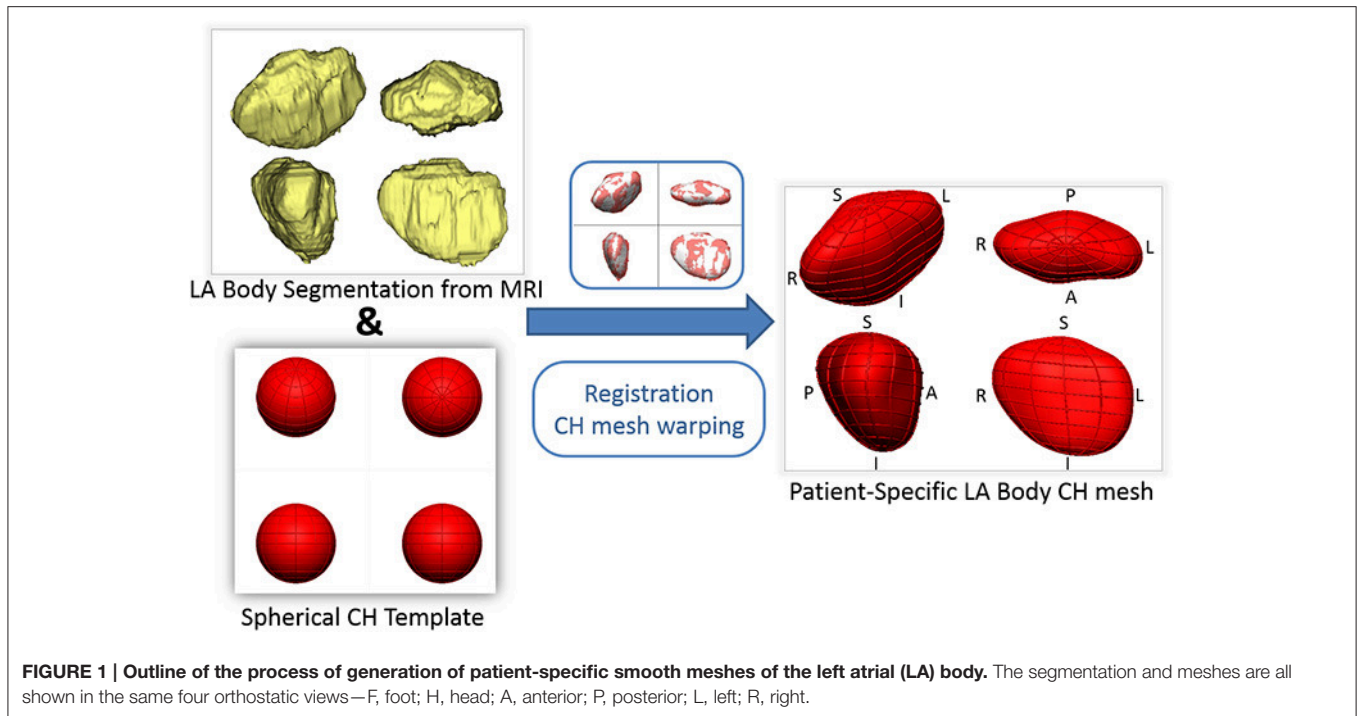 LA Body Segmentation from MRI
&
Spherical CH Template
Registration
CH mesh warping
S L
R
I
P
R L
A
S
P A
I
S
R L
I
Patient-Specific LA Body CH mesh
FIGURE 1 | Outline of the process of generation of patient-specific smooth meshes of the left atrial (LA) body. The segmentation and meshes are all
shown in the same four orthostatic views—F, foot; H, head; A, anterior; P, posterior; L, left; R, right.